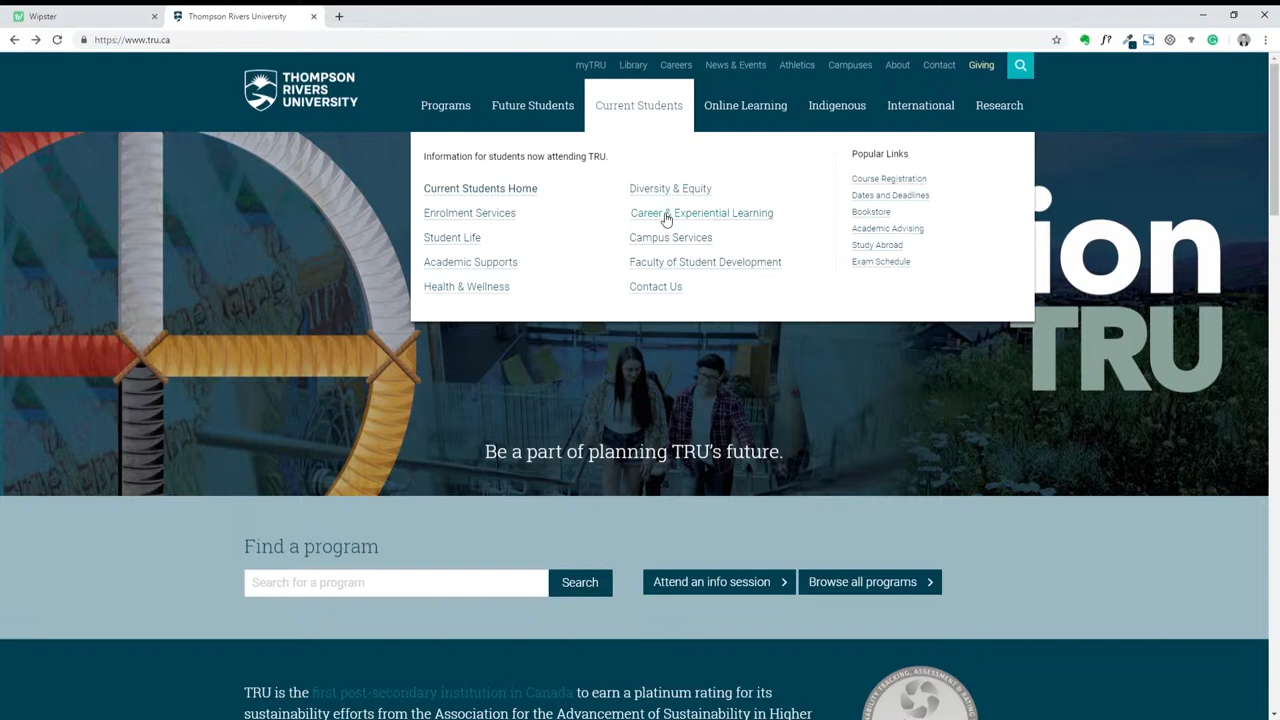 Wipster
Thompson Rivers University
https://www.tru.ca
THOMPSON
RIVERS
UNIVERSITY
myTRU Library Careers News & Events Athletics Campuses About Contact Giving
Programs Future Students Current Students Online Learning Indigenous International Research
Information for students now attending TRU.
Current Students Home
Enrolment Services
Student Life
Academic Supports
Health & Wellness
Diversity & Equity
Career & Experiential Learning
Campus Services
Faculty of Student Development
Contact Us
Popular Links
Course Registration
Dates and Deadlines
Bookstore
Academic Advising
Study Abroad
Exam Schedule
ion
TRU
Be a part of planning TRU's future.
Find a program
Search for a program
Search
Attend an info session
Browse all programs
TRU is the first post-secondary institution in Canada to earn a platinum rating for its
sustainability efforts from the Association for the Advancement of Sustainability in Higher